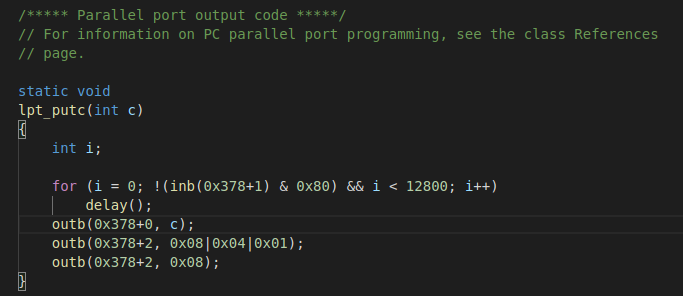 /***** Parallel port output code *****/
// For information on PC parallel port programming, see the class References
// page.
static void
lpt_putc(int c)
{
int i;
for (i = 0; !(inb(0x378+1) & 0x80) && i < 12800; i++)
delay();
outb(0x378+0, c);
outb(0x378+2, 0x08|0x04|0x01);
outb(0x378+2, 0x08);
}